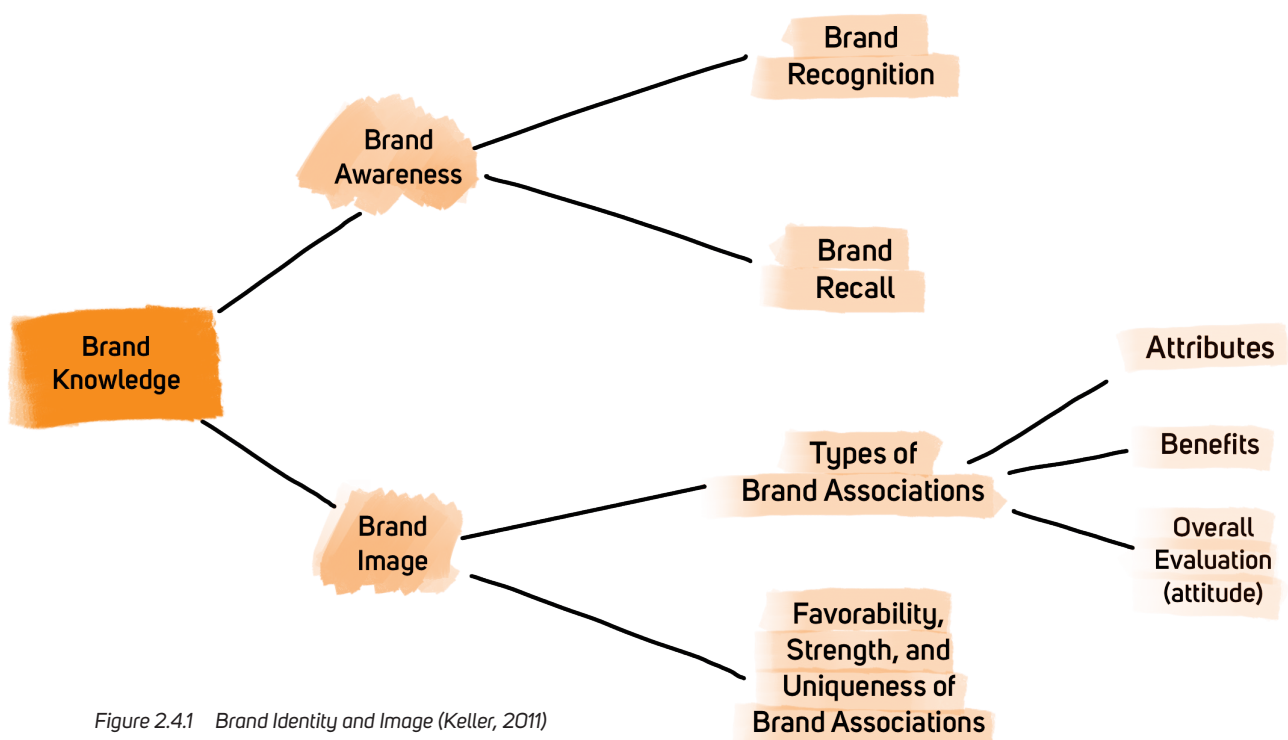 Brand
Recognition
Brand
Awareness
Brand
Recall
Brand
Knowledge
Attributes
Types of
Brand Associations
Benefits
Brand
Image
Overall
Evaluation
(attitude)
Favorability,
Strength, and
Uniqueness of
Brand Associations
Figure 2.4.1 Brand Identity and Image (Keller, 2011)